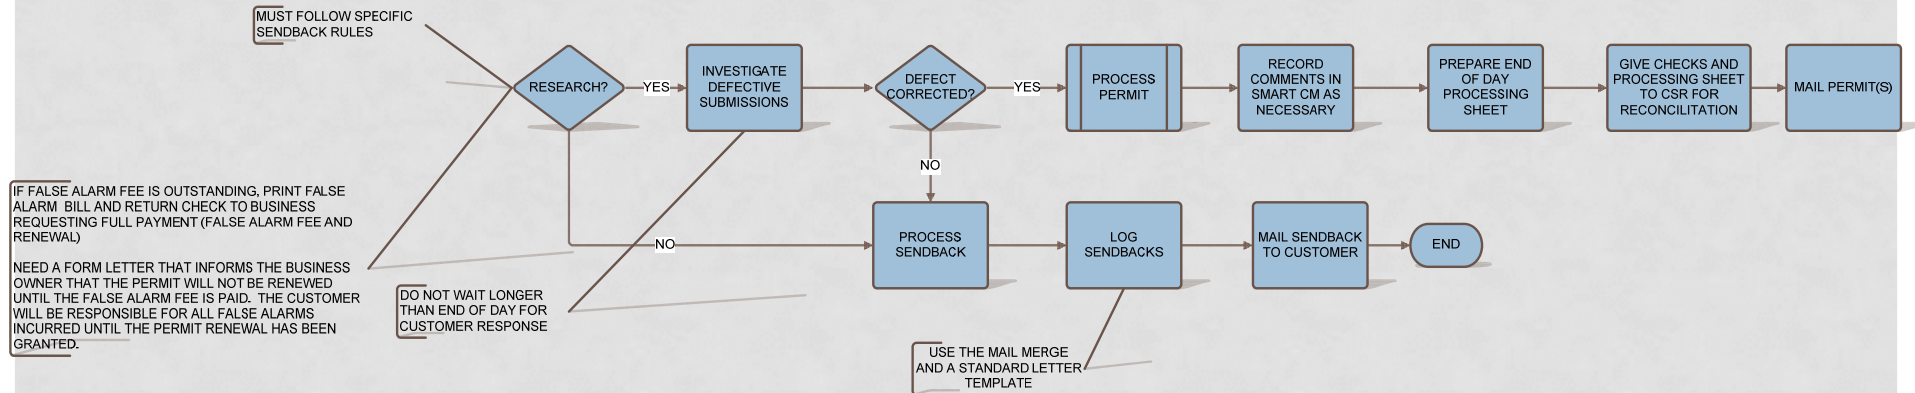 MUST FOLLOW SPECIFIC
SENDBACK RULES
RESEARCH?
YES
INVESTIGATE
DEFECTIVE
SUBMISSIONS
DEFECT
CORRECTED?
YES
PROCESS
PERMIT
RECORD
COMMENTS IN
SMART CM AS
NECESSARY
PREPARE END
OF DAY
PROCESSING
SHEET
GIVE CHECKS AND
PROCESSING SHEET
TO CSR FOR
RECONCILITATION
MAIL PERMIT(S)
NO
IF FALSE ALARM FEE IS OUTSTANDING, PRINT FALSE
ALARM BILL AND RETURN CHECK TO BUSINESS
REQUESTING FULL PAYMENT (FALSE ALARM FEE AND
RENEWAL)
NEED A FORM LETTER THAT INFORMS THE BUSINESS
OWNER THAT THE PERMIT WILL NOT BE RENEWED
UNTIL THE FALSE ALARM FEE IS PAID. THE CUSTOMER
WILL BE RESPONSIBLE FOR ALL FALSE ALARMS
INCURRED UNTIL THE PERMIT RENEWAL HAS BEEN
GRANTED.
NO
PROCESS
SENDBACK
LOG
SENDBACKS
MAIL SENDBACK
TO CUSTOMER
END
DO NOT WAIT LONGER
THAN END OF DAY FOR
CUSTOMER RESPONSE
USE THE MAIL MERGE
AND A STANDARD LETTER
TEMPLATE